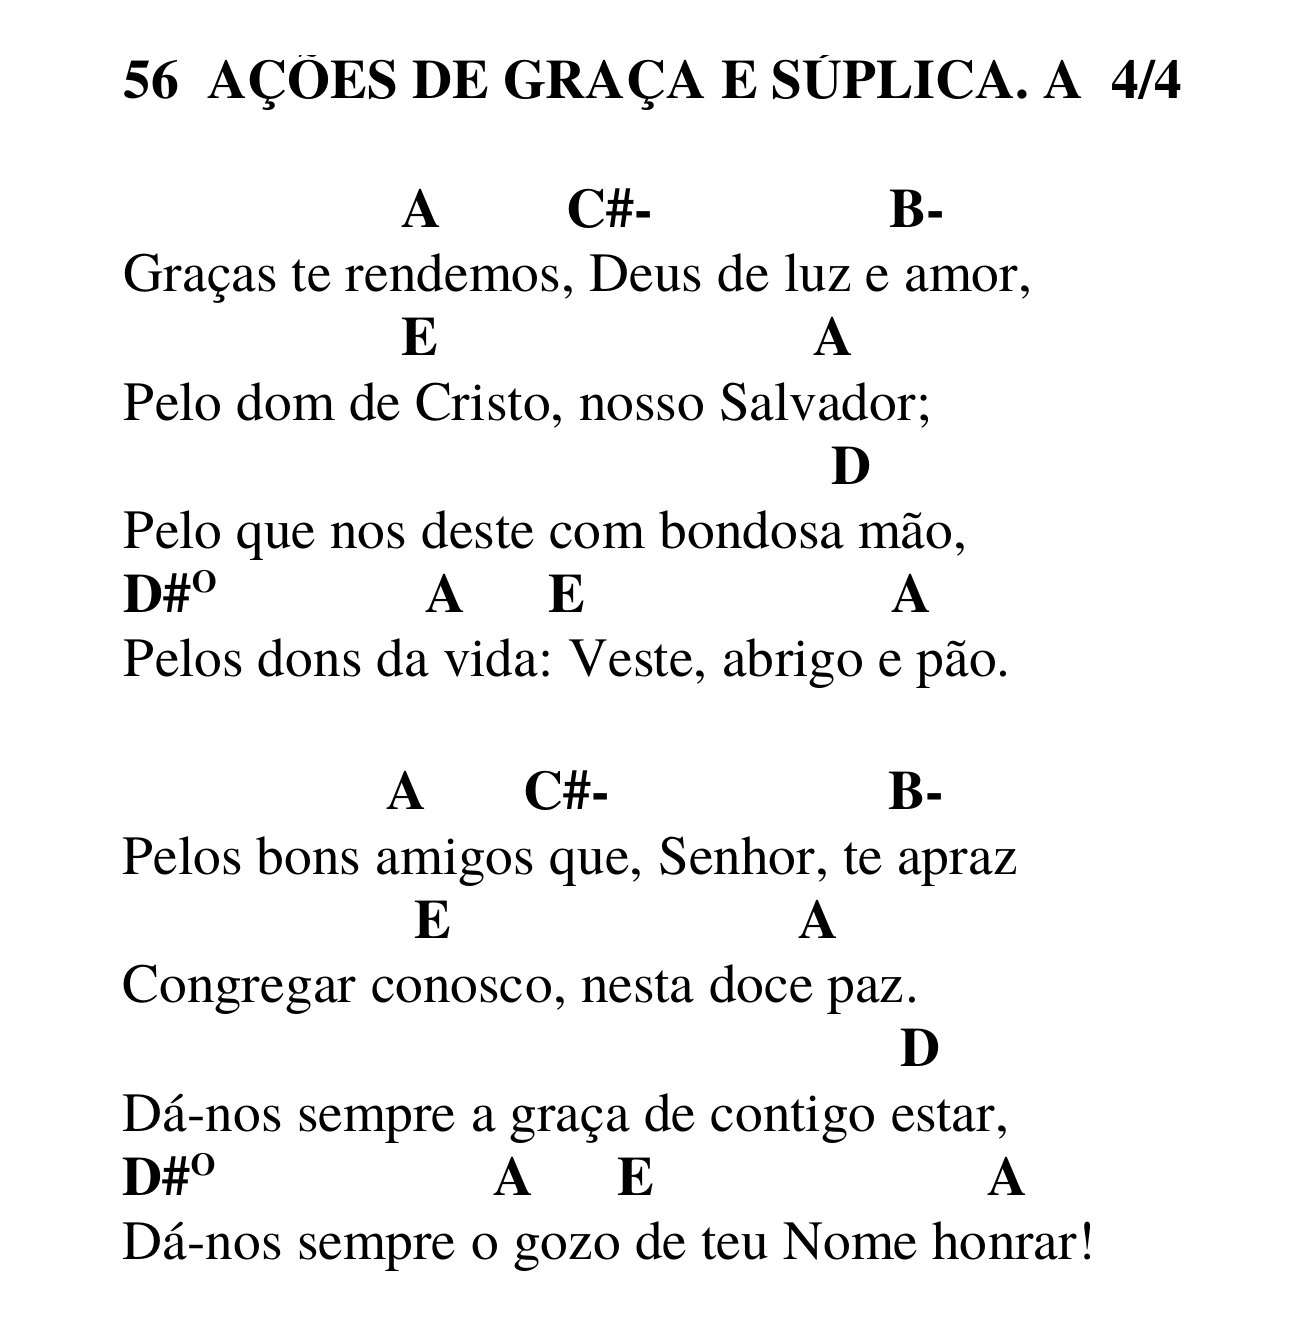 56 AÇÕES DE GRAÇA E SÚPLICA. A 4/4
A C#- B-
Graças te rendemos, Deus de luz e amor,
E A
Pelo dom de Cristo, nosso Salvador;
D
Pelo que nos deste com bondosa mão,
D#º A E A
Pelos dons da vida: Veste, abrigo e pão.
A C#- B-
Pelos bons amigos que, Senhor, te apraz
E A
Congregar conosco, nesta doce paz.
D
Dá-nos sempre a graça de contigo estar,
D#º A E A
Dá-nos sempre o gozo de teu Nome honrar!